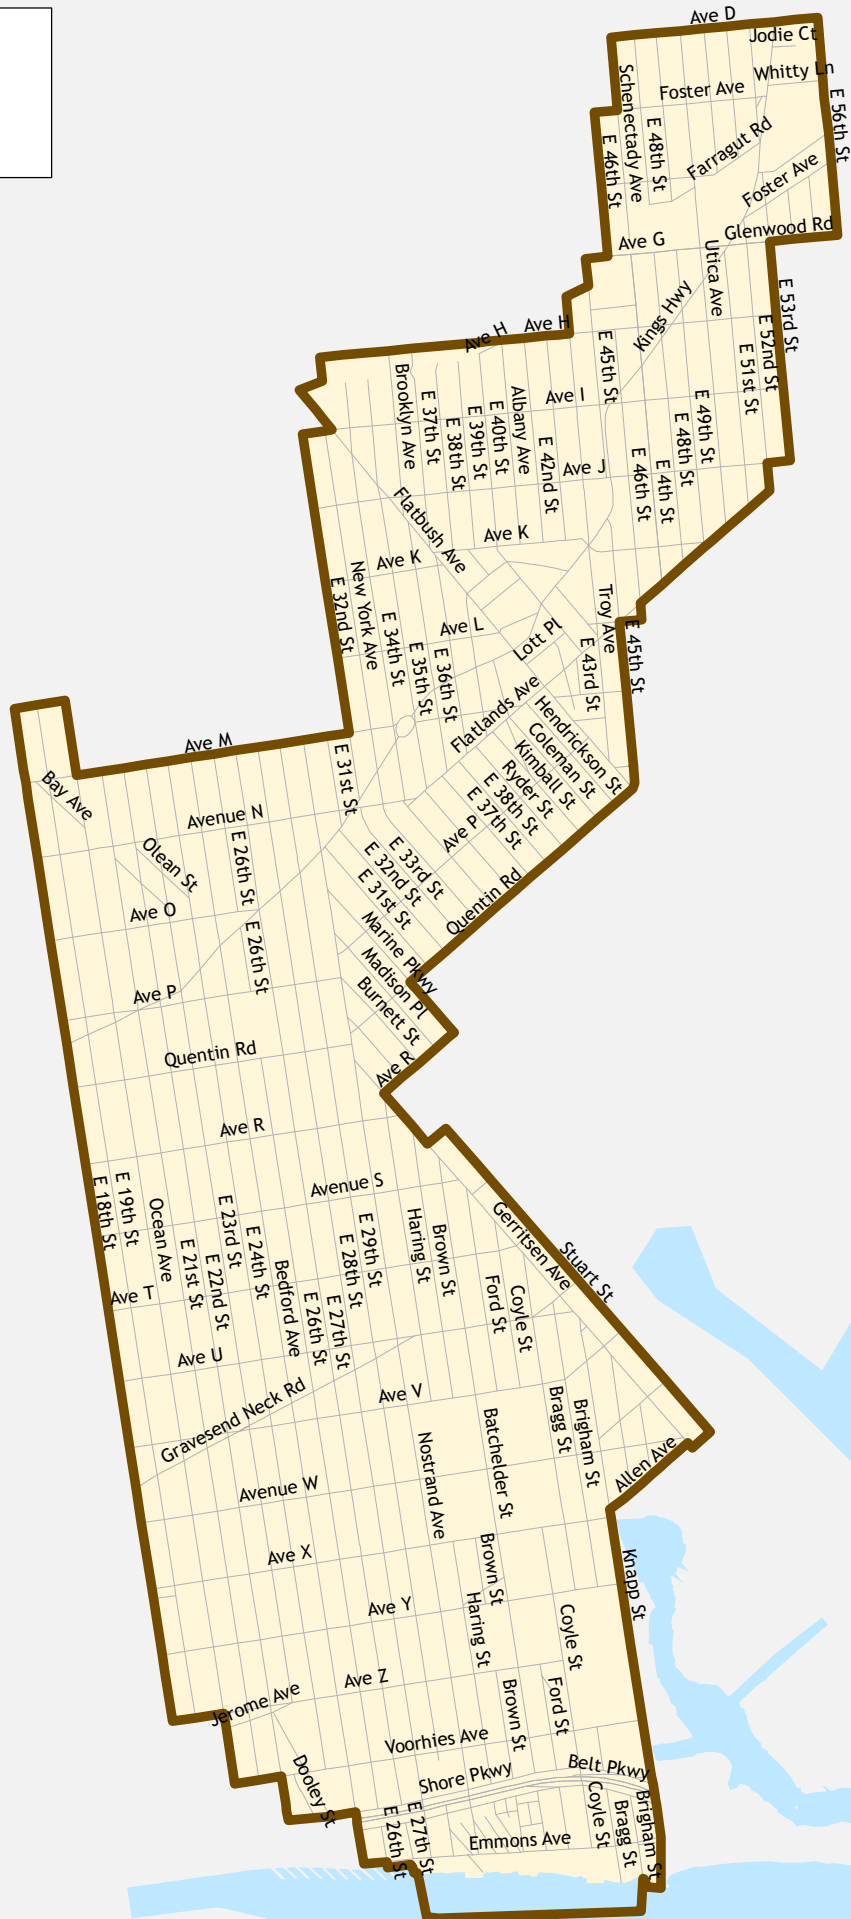 Ave D
Jodie Ct
Whitty Ln
Foster Ave
Schenectady Ave
E 56th St
E 48th St
Farragut Rd
E 46th St
Foster Ave
Glenwood Rd
Ave G
Utica Ave
Kings Hwy
E 53rd St
Ave H
Ave H
E 52nd St
E 45th St
E 51st St
Brooklyn Ave
Ave I
Albany Ave
E 37th St
E 49th St
E 40th St
E 39th St
E 38th St
E 48th St
E 42nd St
Ave J
E 46th St
E 4th St
Flatbush Ave
Ave K
Ave K
New York Ave
E 32nd St
Troy Ave
E 34th St
Ave L
Lott Pl
E 45th St
E 43rd St
E 35th St
E 36th St
Flatlands Ave
Hendrickson St
Coleman St
Kimball St
Ryder St
E 38th St
E 37th St
Ave M
E 31st St
Bay Ave
Avenue N
Ave P
E 26th St
Olean St
E 33rd St
E 32nd St
E 31st St
Quentin Rd
Ave O
E 26th St
Marine Pkwy
Madison Pl
Burnett St
Ave P
Quentin Rd
Ave R
Ave R
E 18th St
E 19th St
Avenue S
Ocean Ave
E 23rd St
Gerritsen Ave
Haring St
Brown St
E 29th St
E 24th St
E 28th St
E 21st St
E 22nd St
Stuart St
Bedford Ave
Ford St
Coyle St
Ave T
E 26th St
E 27th St
Ave U
Gravesend Neck Rd
Ave V
Bragg St
Brigham St
Batchelder St
Nostrand Ave
Allen Ave
Avenue W
Ave X
Brown St
Knapp St
Haring St
Ave Y
Coyle St
Ave Z
Jerome Ave
Brown St
Ford St
Voorhies Ave
Dooley St
Shore Pkwy
Belt Pkwy
Coyle St
Bragg St
Brigham St
E 26th St
E 27th St
Emmons Ave